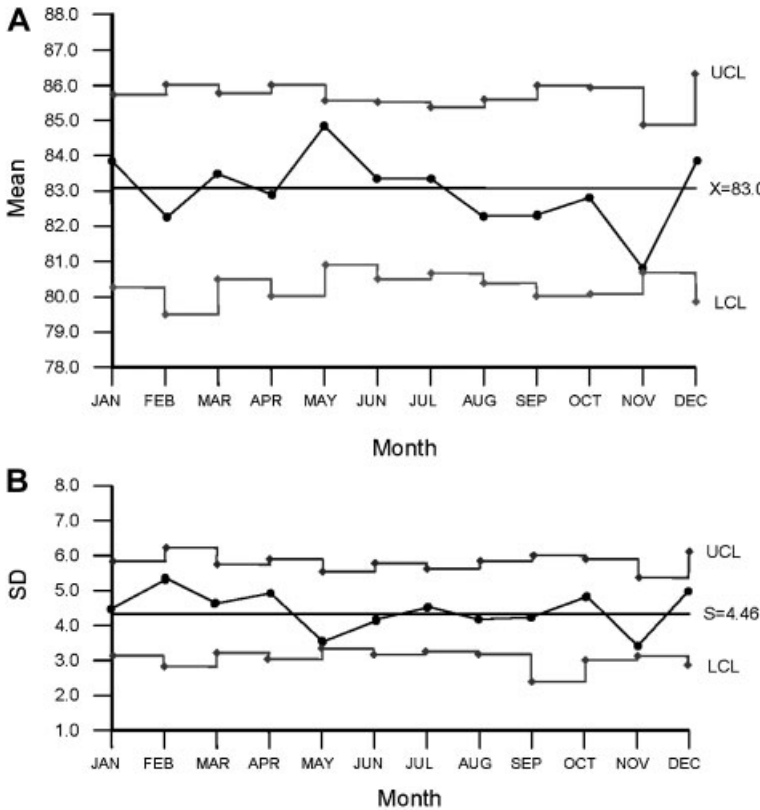 A
88.0
87.0
86.0
85.0
84.0
83.0
82.0
81.0
80.0
79.0
78.0
Mean
UCL
X=83.0
LCL
JAN FEB MAR APR MAY JUN JUL AUG SEP OCT NOV DEC
Month
B
8.0
7.0
6.0
5.0
4.0
3.0
2.0
1.0
SD
UCL
S=4.46
LCL
JAN FEB MAR APR MAY JUN JUL AUG SEP OCT NOV DEC
Month